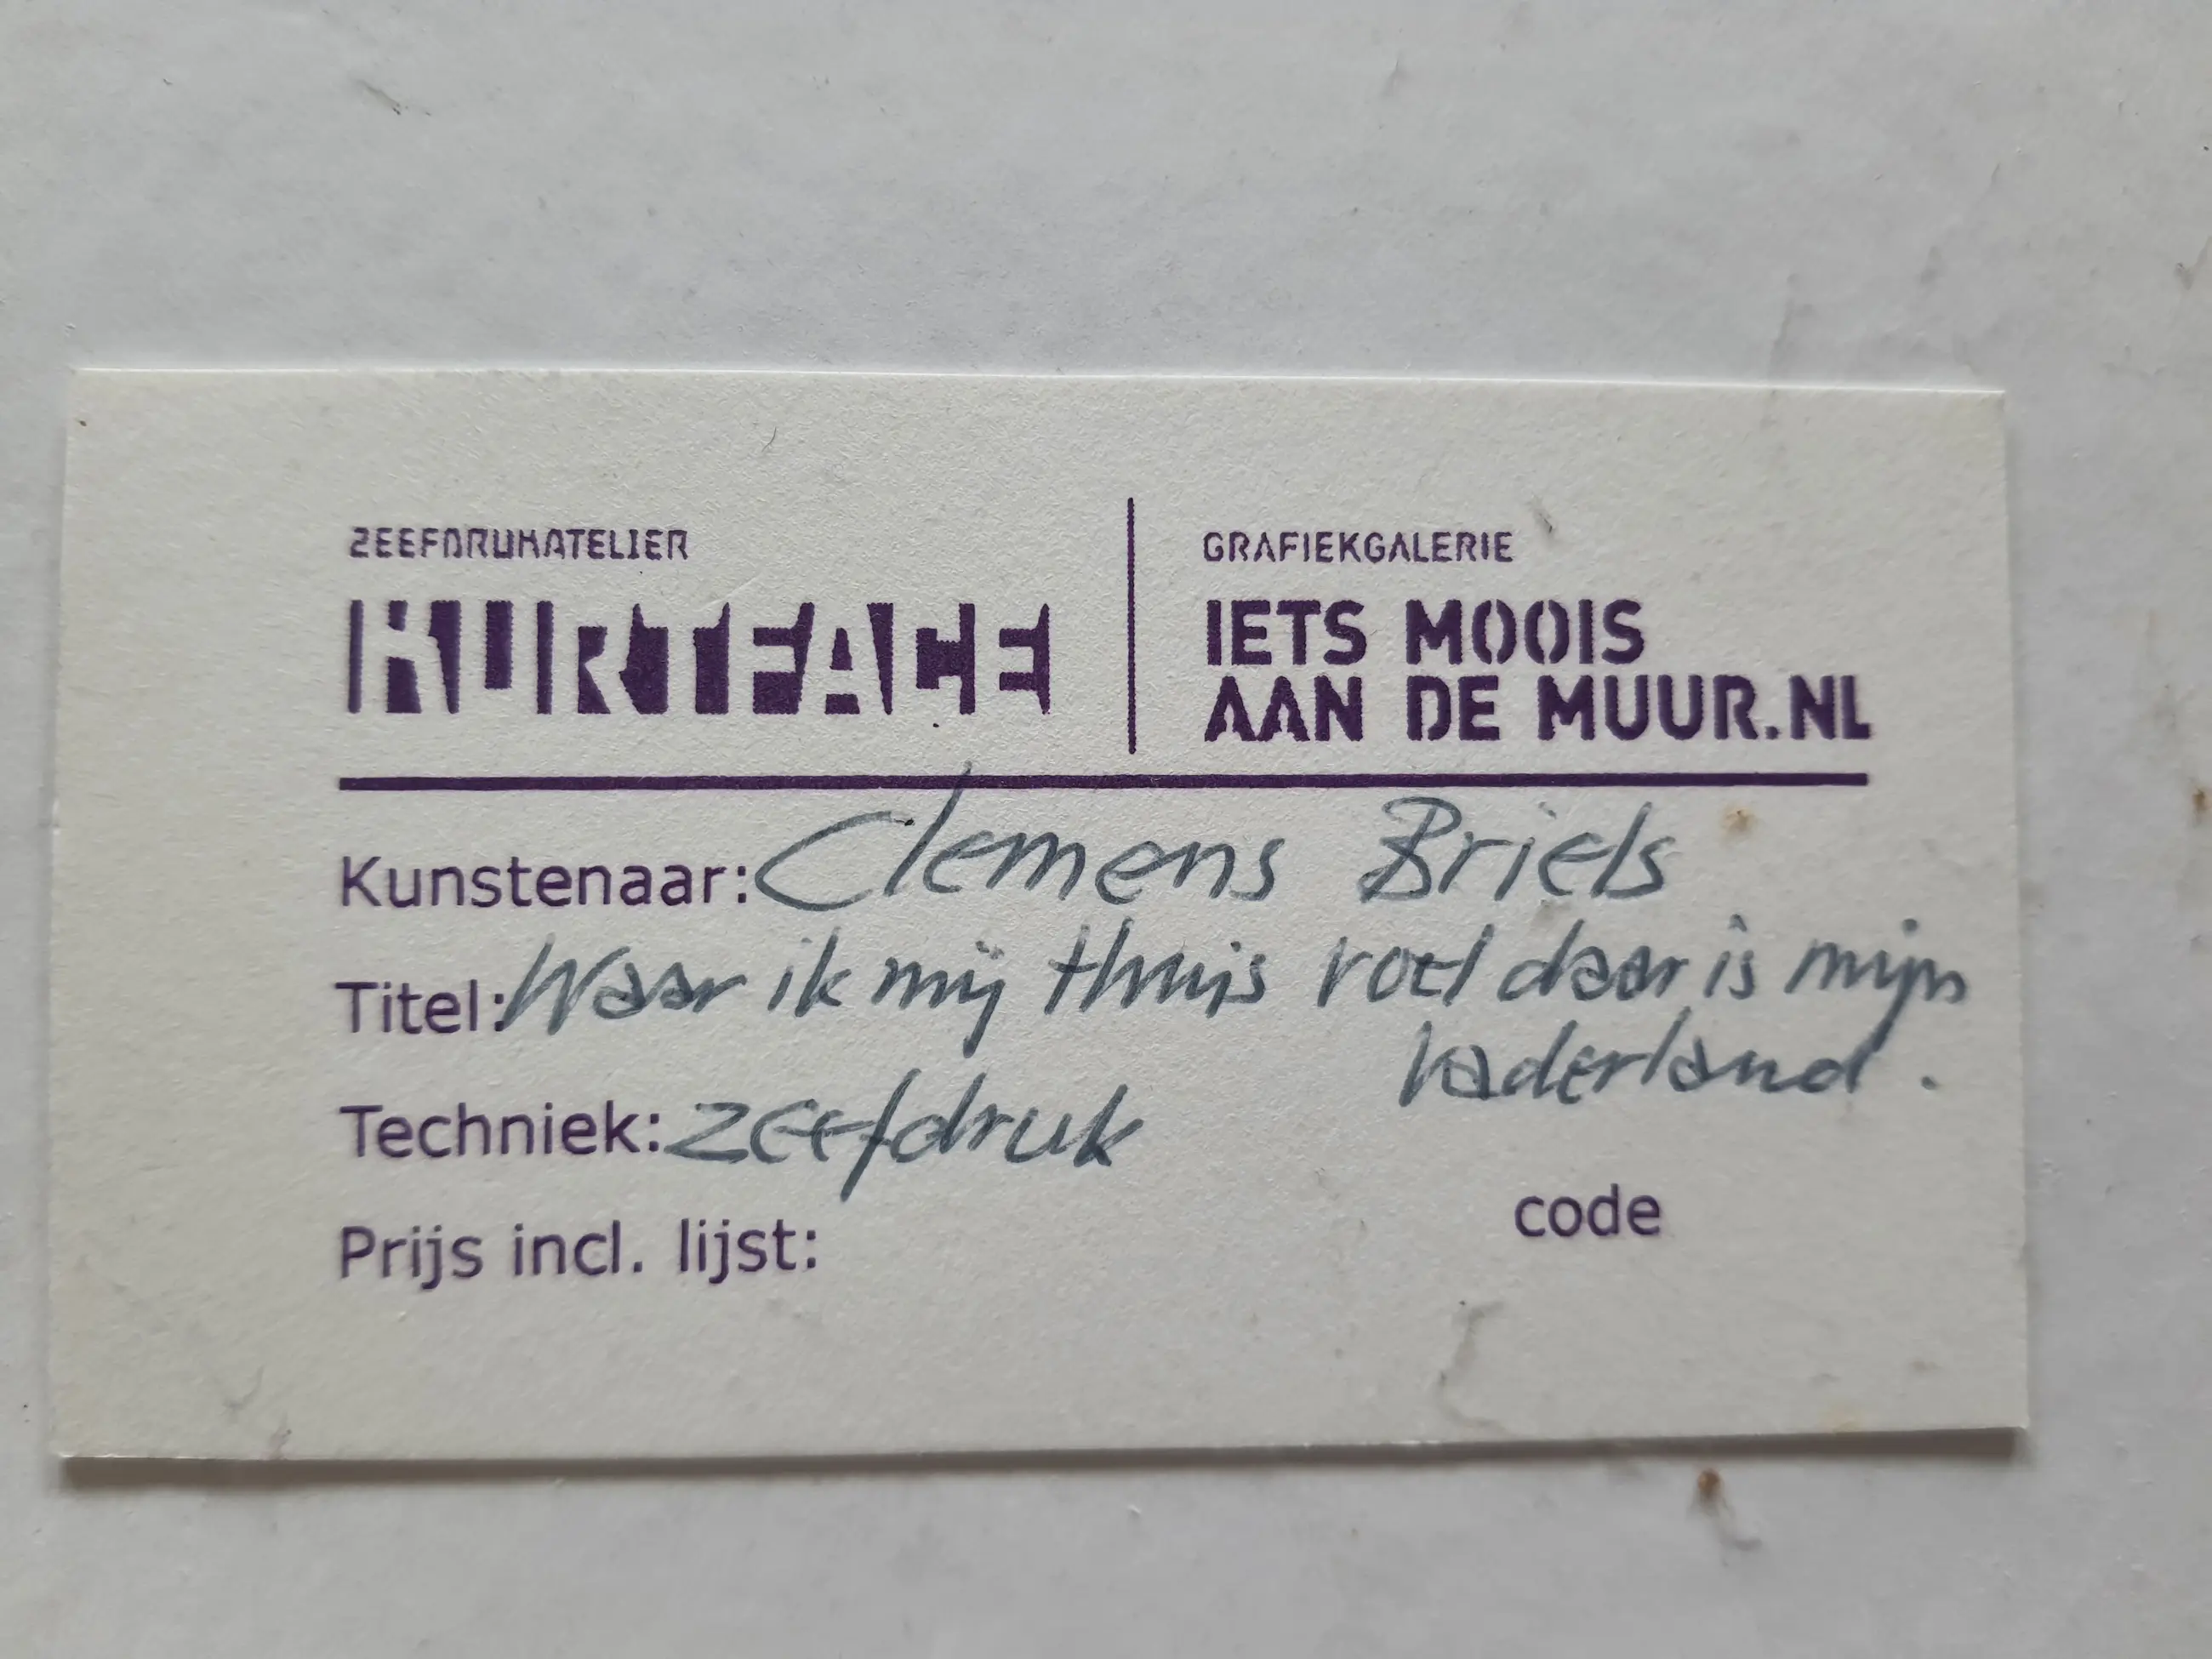 ZEEFDRUKATELIER
KURTFACE
GRAFIEKGALERIE
IETS MOOIS
AAN DE MUUR.NL
Kunstenaar: Clemens Briels
Titel: Waar ik mij thuis voel daar is mijn
vaderland.
Techniek: zeefdruk
code
Prijs incl. lijst: